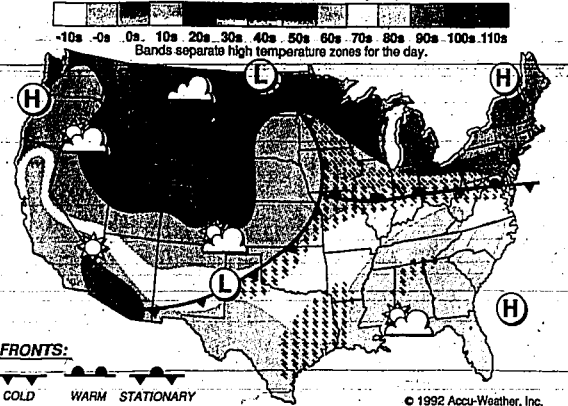 -10s -0s 0s 10s 20s 30s 40s 50s 60s 70s 80s 90s 100s 110s
Bands separate high temperature zones for the day.
L
H
H
L
H
FRONTS:
COLD WARM STATIONARY
© 1992 Accu-Weather, Inc.